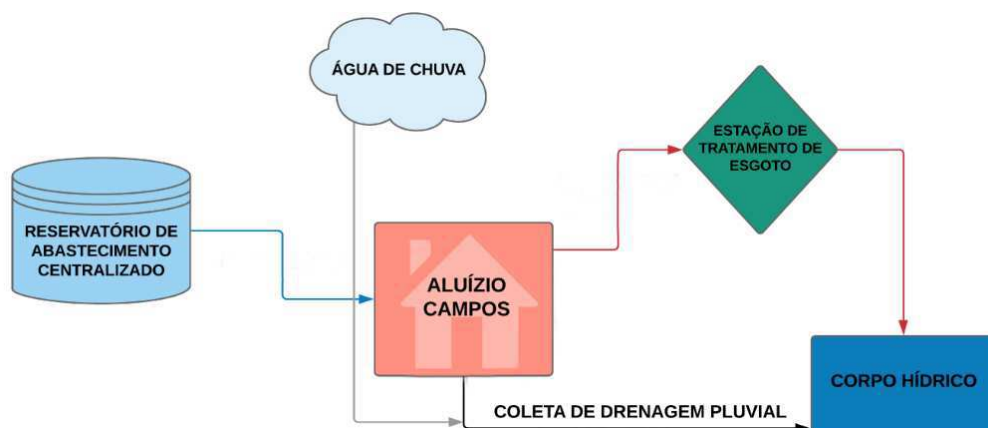 ÁGUA DE CHUVA
ESTAÇÃO DE
TRATAMENTO DE
ESGOTO
RESERVATÓRIO DE
ABASTECIMENTO
CENTRALIZADO
ALUÍZIO
CAMPOS
CORPO HÍDRICO
COLETA DE DRENAGEM PLUVIAL